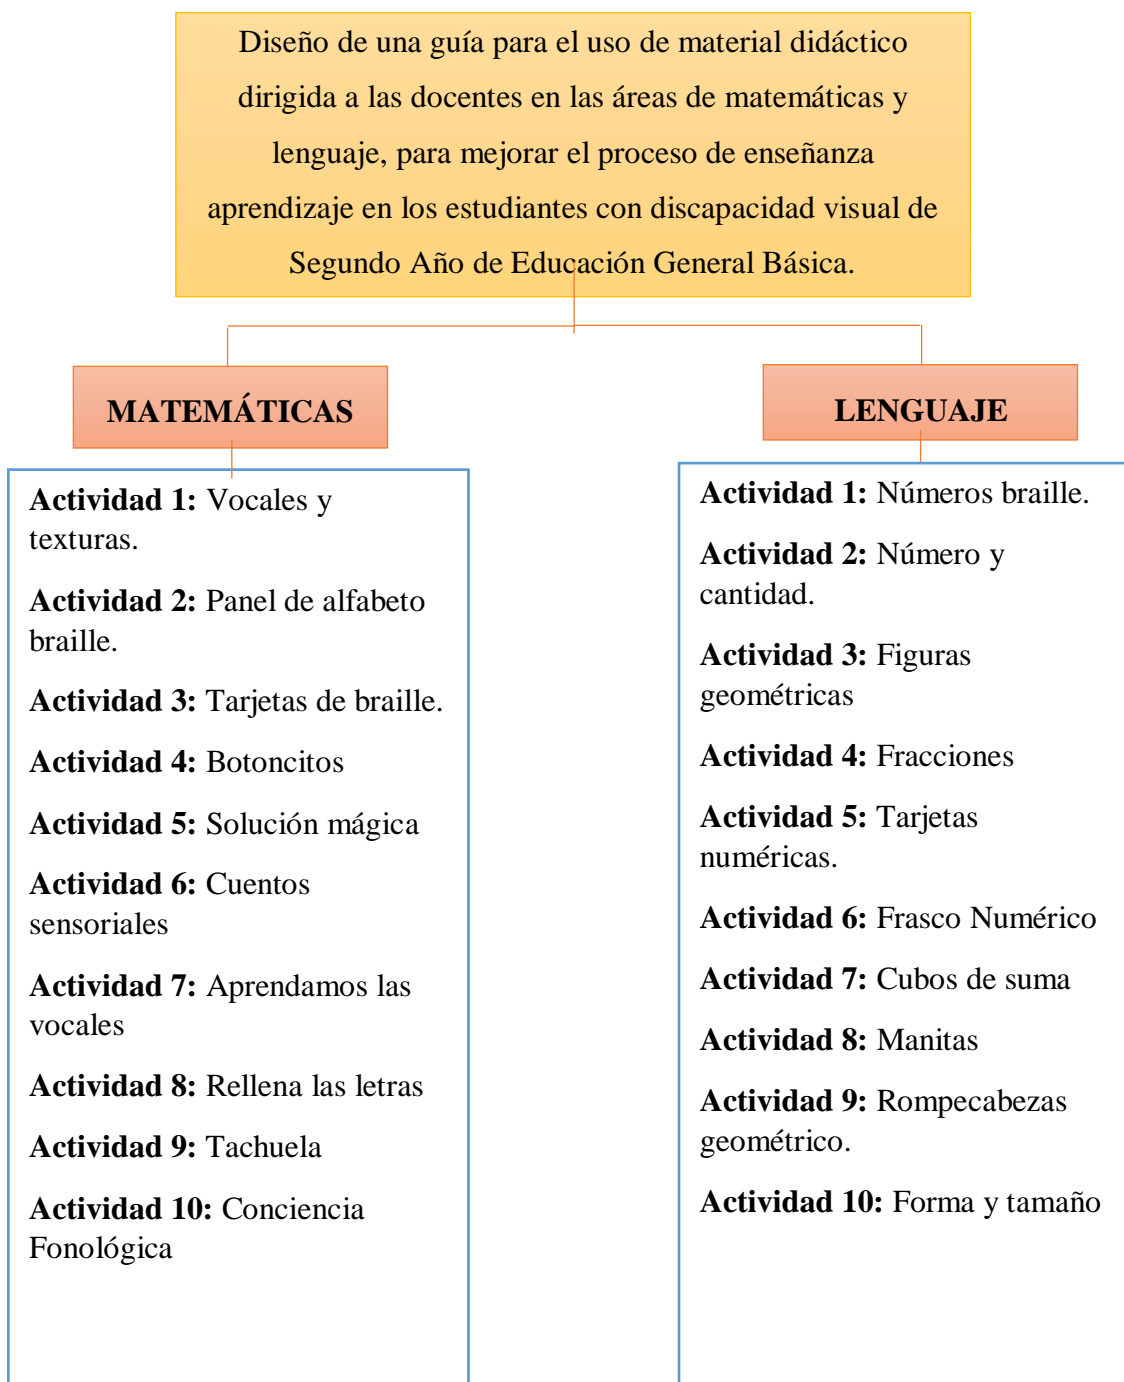 Diseño de una guía para el uso de material didáctico
dirigida a las docentes en las áreas de matemáticas y
lenguaje, para mejorar el proceso de enseñanza
aprendizaje en los estudiantes con discapacidad visual de
Segundo Año de Educación General Básica.
MATEMÁTICAS
Actividad 1: Vocales y
texturas.
Actividad 2: Panel de alfabeto
braille.
Actividad 3: Tarjetas de braille.
Actividad 4: Botoncitos
Actividad 5: Solución mágica
Actividad 6: Cuentos
sensoriales
Actividad 7: Aprendamos las
vocales
Actividad 8: Rellena las letras
Actividad 9: Tachuela
Actividad 10: Conciencia
Fonológica
LENGUAJE
Actividad 1: Números braille.
Actividad 2: Número y
cantidad.
Actividad 3: Figuras
geométricas
Actividad 4: Fracciones
Actividad 5: Tarjetas
numéricas.
Actividad 6: Frasco Numérico
Actividad 7: Cubos de suma
Actividad 8: Manitas
Actividad 9: Rompecabezas
geométrico.
Actividad 10: Forma y tamaño